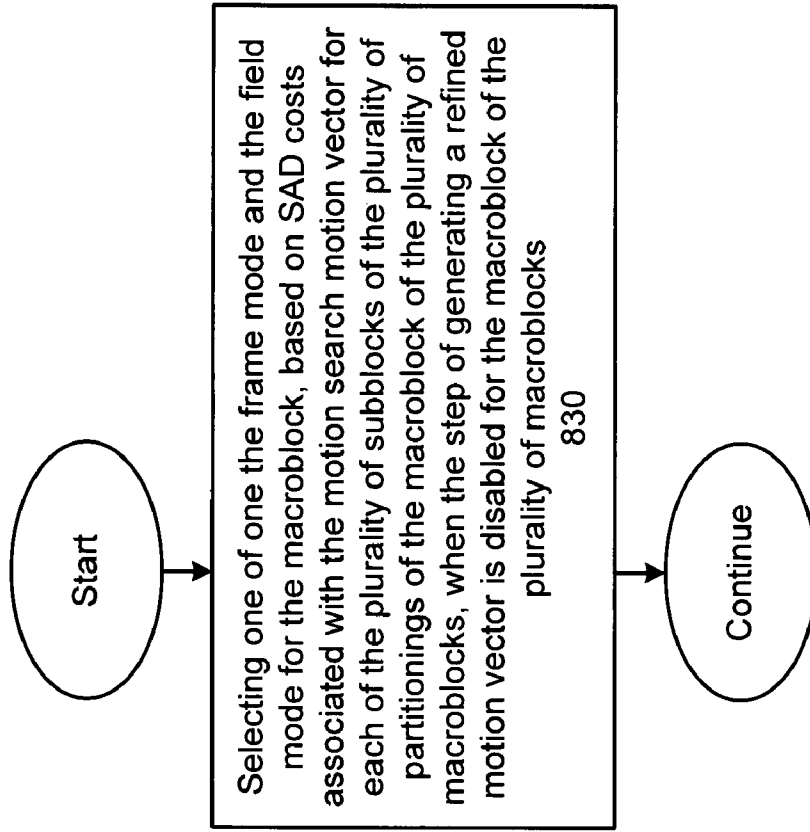 Start
Selecting one of one the frame mode and the field
mode for the macroblock, based on SAD costs
associated with the motion search motion vector for
each of the plurality of subblocks of the plurality of
partitionings of the macroblock of the plurality of
macroblocks, when the step of generating a refined
motion vector is disabled for the macroblock of the
plurality of macroblocks
830
Continue